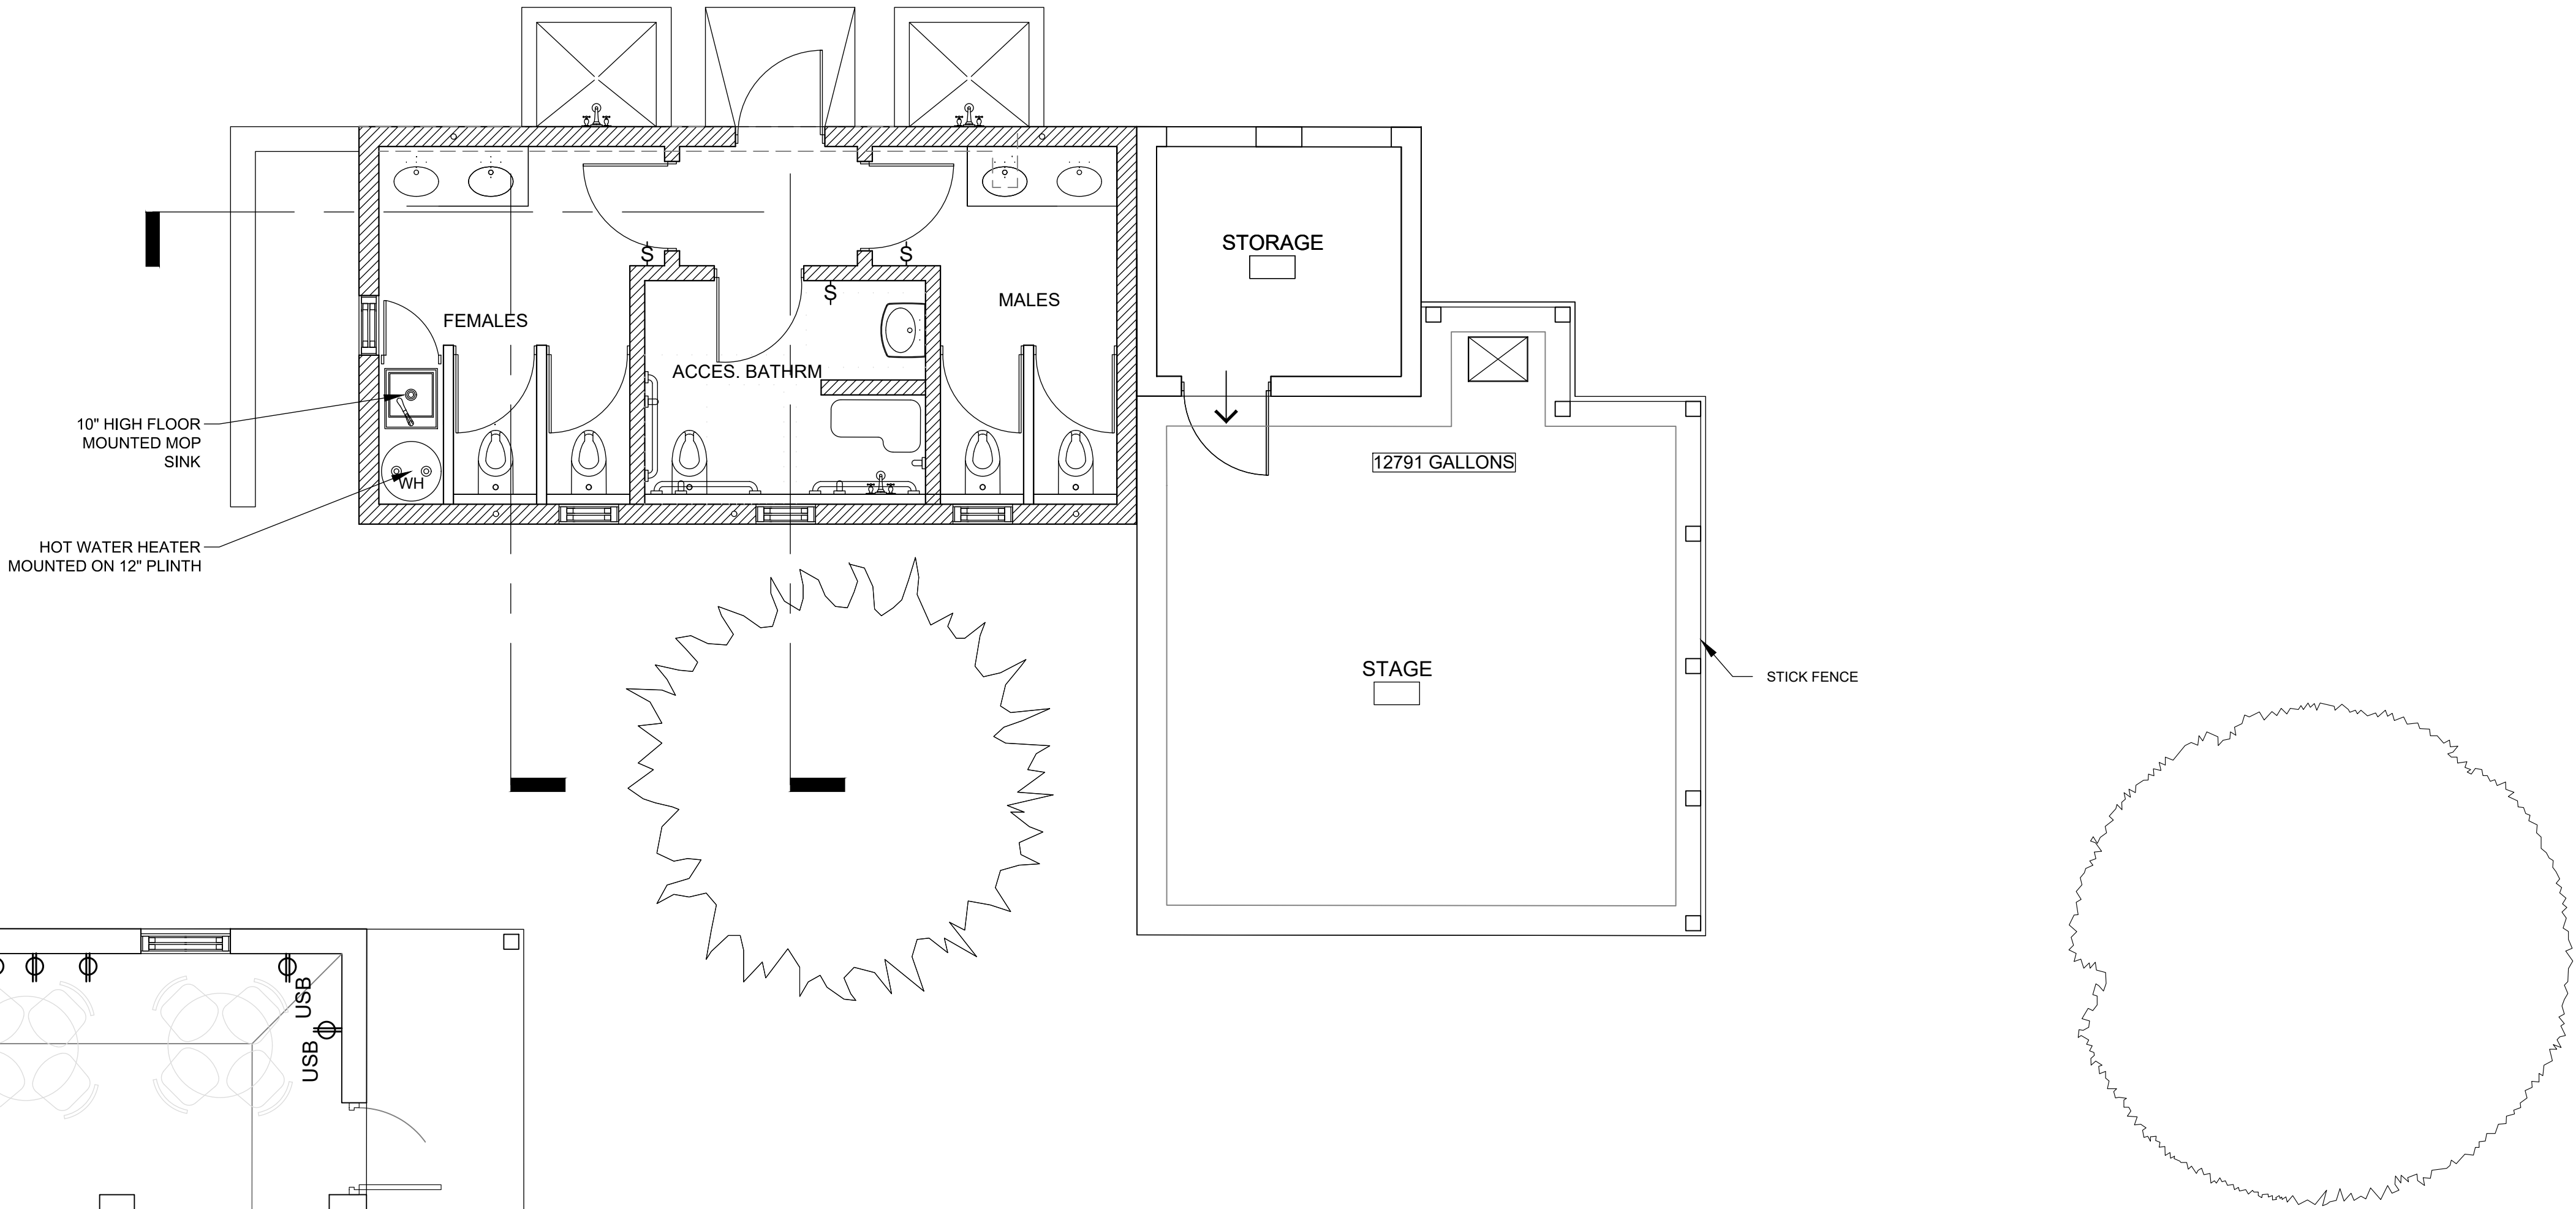 STORAGE
S
S
S
MALES
FEMALES
ACCES. BATHRM
10" HIGH FLOOR
MOUNTED MOP
SINK
WH
12791 GALLONS
HOT WATER HEATER
MOUNTED ON 12" PLINTH
STAGE
STICK FENCE
USB
USB